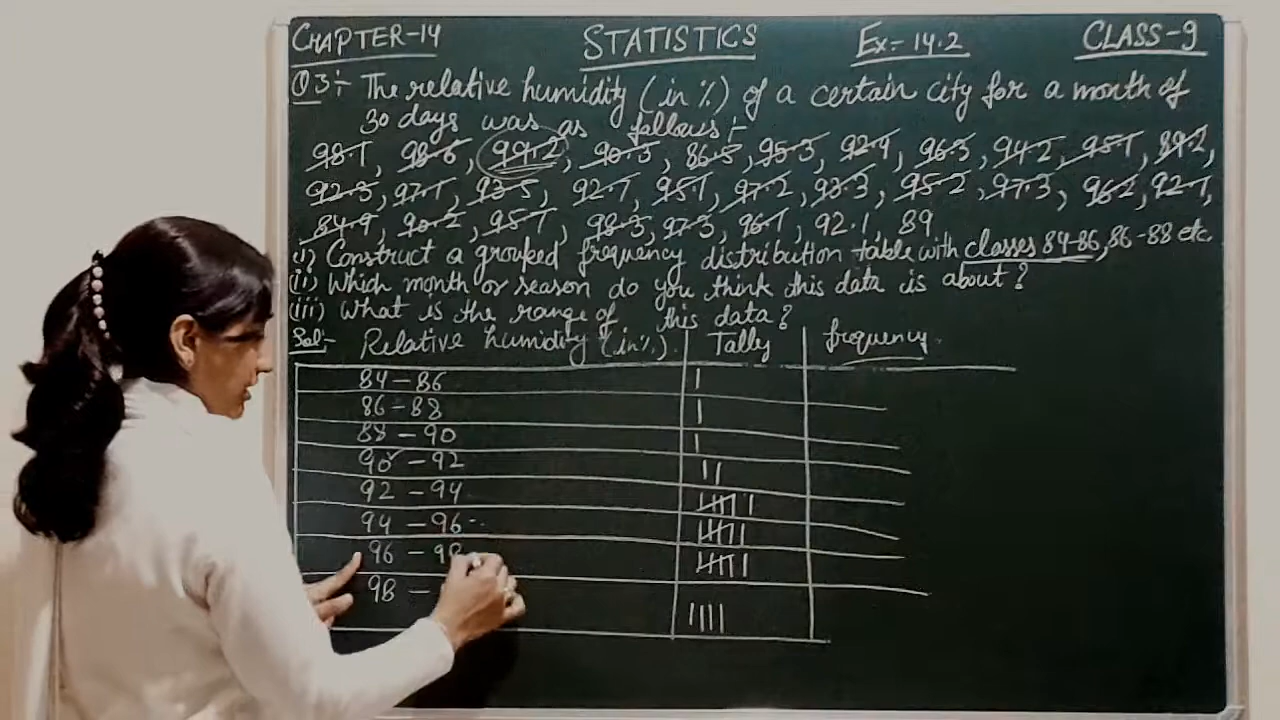 CHAPTER-14 STATISTICS Ex-14.2 CLASS-9
Q3:- The relative humidity (in %) of a certain city for a month of
30 days was as follows:-
98.1, 98.6, 99.2, 90.3, 86.5, 95.3, 92.9, 96.3, 94.2, 95.1, 89.2,
92.3, 97.1, 93.5, 92.7, 95.1, 97.2, 93.3, 95.2, 97.3, 96.2, 92.1,
84.9, 90.2, 95.7, 98.3, 97.3, 96.1, 92.1, 89
(i) Construct a grouped frequency distribution table with classes 84-86, 86-88 etc.
(ii) Which month or season do you think this data is about?
(iii) What is the range of this data?
Sol:- Relative humidity (in%) Tally frequency
84-86 |
86-88 |
88-90 |
90-92 ||
92-94 |||| |
94-96 |||| ||
96-98 |||| |
98- ||||